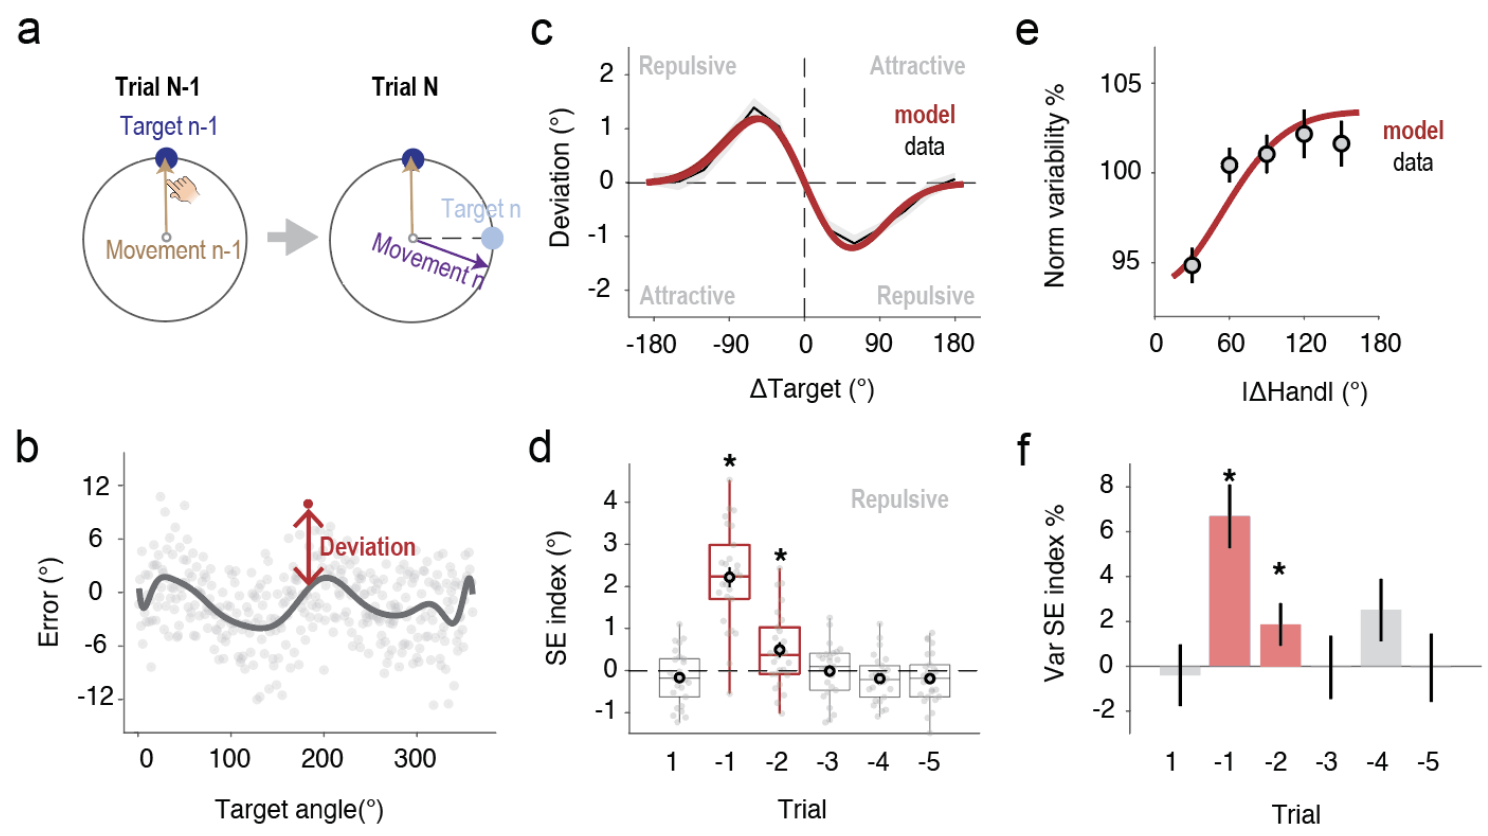 a
Trial N-1
Target n-1
Movement n-1
Trial N
Target n
Movement n
b
12
6
0
-6
-12
Error (°)
Deviation
0 100 200 300
Target angle(°)
c
2
1
0
-1
-2
Deviation (°)
Repulsive
Attractive
model
data
Attractive
Repulsive
-180 -90 0 90 180
ΔTarget (°)
d
4
3
2
1
0
-1
SE index (°)
*
*
Repulsive
1 -1 -2 -3 -4 -5
Trial
e
105
100
95
Norm variability %
model
data
0 60 120 180
IΔHandI (°)
f
8
6
4
2
0
-2
Var SE index %
*
*
1 -1 -2 -3 -4 -5
Trial